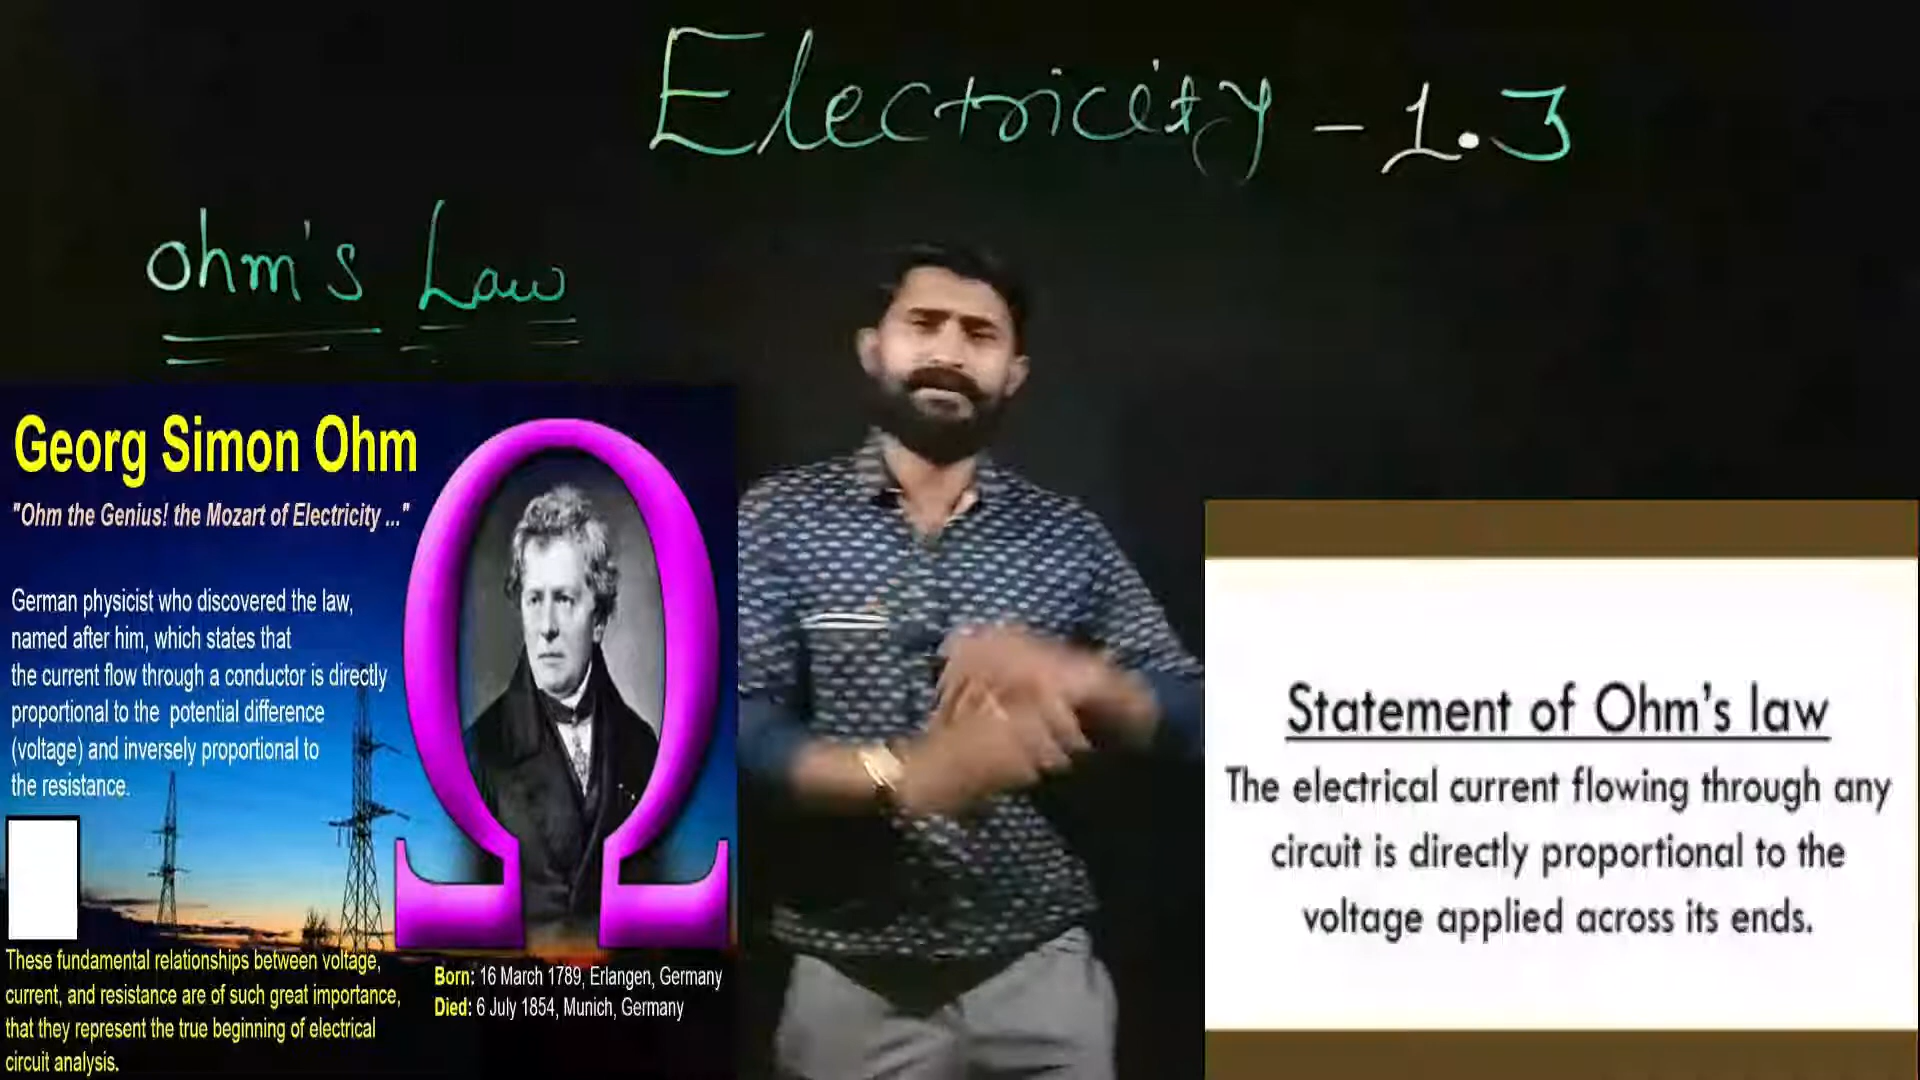 Electricity - 1.3
ohm's Law
Georg Simon Ohm
"Ohm the Genius! the Mozart of Electricity ..."
German physicist who discovered the law,
named after him, which states that
the current flow through a conductor is directly
proportional to the potential difference
(voltage) and inversely proportional to
the resistance.
These fundamental relationships between voltage,
current, and resistance are of such great importance,
that they represent the true beginning of electrical
circuit analysis.
Born: 16 March 1789, Erlangen, Germany
Died: 6 July 1854, Munich, Germany
Statement of Ohm's law
The electrical current flowing through any
circuit is directly proportional to the
voltage applied across its ends.